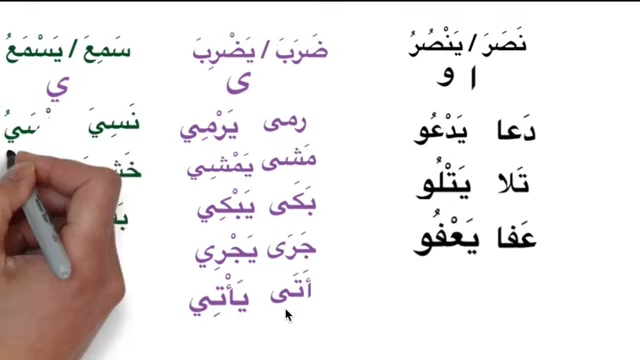 نَصَرَ / يَنْصُرُ
ا و
دَعا يَدْعُو
تَلا يَتْلُو
عَفا يَعْفُو
ضَرَبَ / يَضْرِبَ
ى
رمى يَرْمِي
مَشى يَمْشِي
بَكَى يَبْكِي
جَرَى يَجْرِي
أَتَى يَأْتِي
سَمِعَ / يَسْمَعُ
ي
نَسِيَ